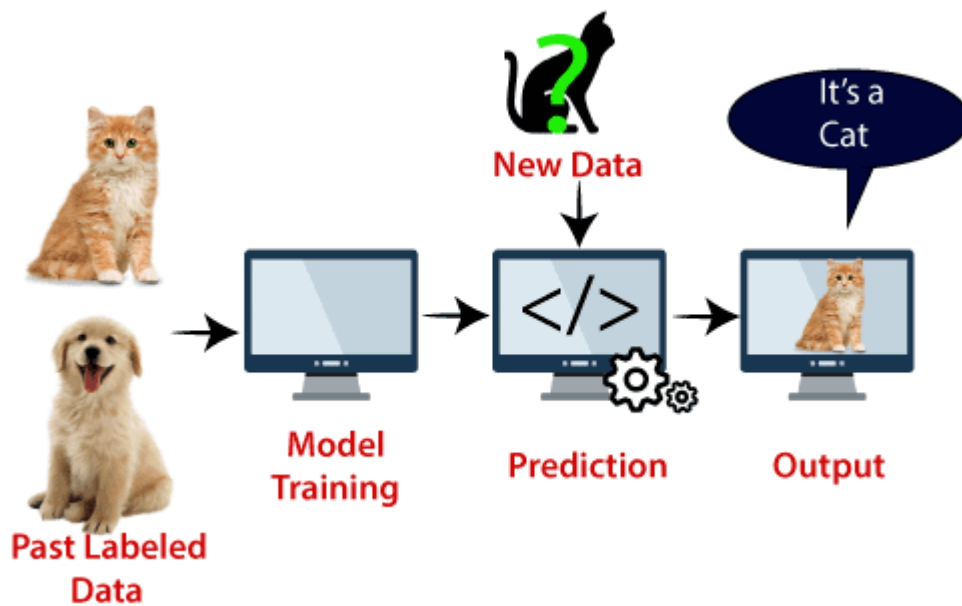 It's a
Cat
?
New Data
</>
Model
Training
Prediction
Output
Past Labeled
Data